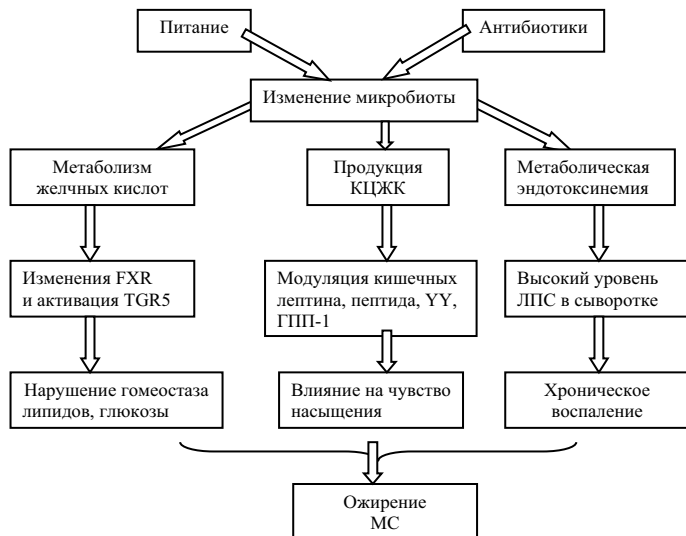 Питание
Антибиотики
Изменение микробиоты
Метаболизм
желчных кислот
Продукция
КЦЖК
Метаболическая
эндотоксинемия
Изменения FXR
и активация TGR5
Модуляция кишечных
лептина, пептида, YY,
ГПП-1
Высокий уровень
ЛПС в сыворотке
Нарушение гомеостаза
липидов, глюкозы
Влияние на чувство
насыщения
Хроническое
воспаление
Ожирение
МС